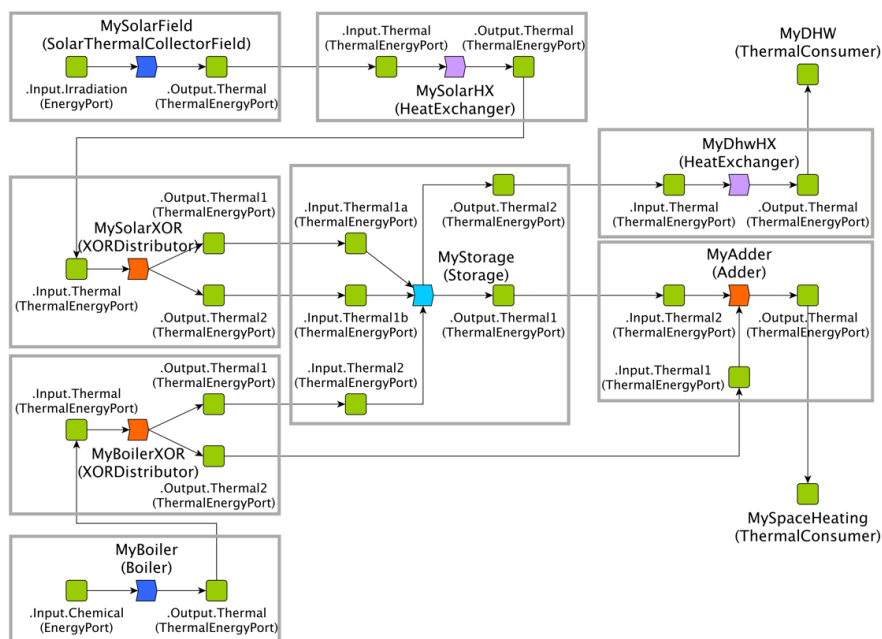 MySolarField
(SolarThermalCollectorField)
.Input.Irradiation
(EnergyPort)
.Output.Thermal
(ThermalEnergyPort)
.Input.Thermal
(ThermalEnergyPort)
.Output.Thermal
(ThermalEnergyPort)
MySolarHX
(HeatExchanger)
MyDHW
(ThermalConsumer)
MyDhwHX
(HeatExchanger)
.Input.Thermal
(ThermalEnergyPort)
.Output.Thermal
(ThermalEnergyPort)
.Output.Thermal1
(ThermalEnergyPort)
MySolarXOR
(XORDistributor)
.Input.Thermal
(ThermalEnergyPort)
.Output.Thermal2
(ThermalEnergyPort)
.Input.Thermal1a
(ThermalEnergyPort)
.Output.Thermal2
(ThermalEnergyPort)
MyStorage
(Storage)
.Input.Thermal1b
(ThermalEnergyPort)
.Output.Thermal1
(ThermalEnergyPort)
.Input.Thermal2
(ThermalEnergyPort)
MyAdder
(Adder)
.Input.Thermal2
(ThermalEnergyPort)
.Output.Thermal
(ThermalEnergyPort)
.Input.Thermal1
(ThermalEnergyPort)
.Output.Thermal1
(ThermalEnergyPort)
.Input.Thermal
(ThermalEnergyPort)
MyBoilerXOR
(XORDistributor)
.Output.Thermal2
(ThermalEnergyPort)
MySpaceHeating
(ThermalConsumer)
MyBoiler
(Boiler)
.Input.Chemical
(EnergyPort)
.Output.Thermal
(ThermalEnergyPort)